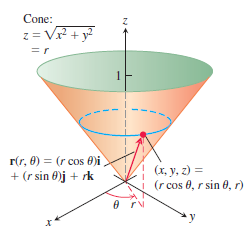 Cone:
z = √x² + y²
= r
z
1
r(r, θ) = (r cos θ)i
+ (r sin θ)j + rk
(x, y, z) =
(r cos θ, r sin θ, r)
θ r
x
y